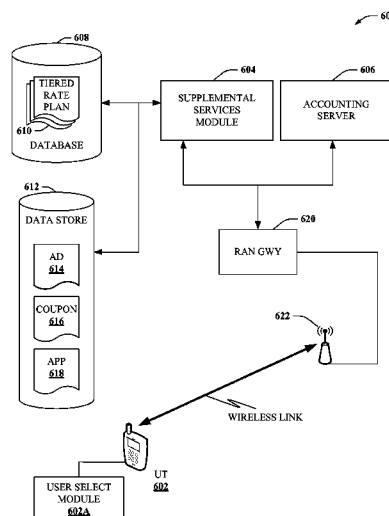 60
608
TIERED
RATE
PLAN
610
DATABASE
604
SUPPLEMENTAL
SERVICES
MODULE
606
ACCOUNTING
SERVER
612
DATA STORE
AD
614
COUPON
616
APP
618
620
RAN GWY
622
WIRELESS LINK
UT
602
USER SELECT
MODULE
602A